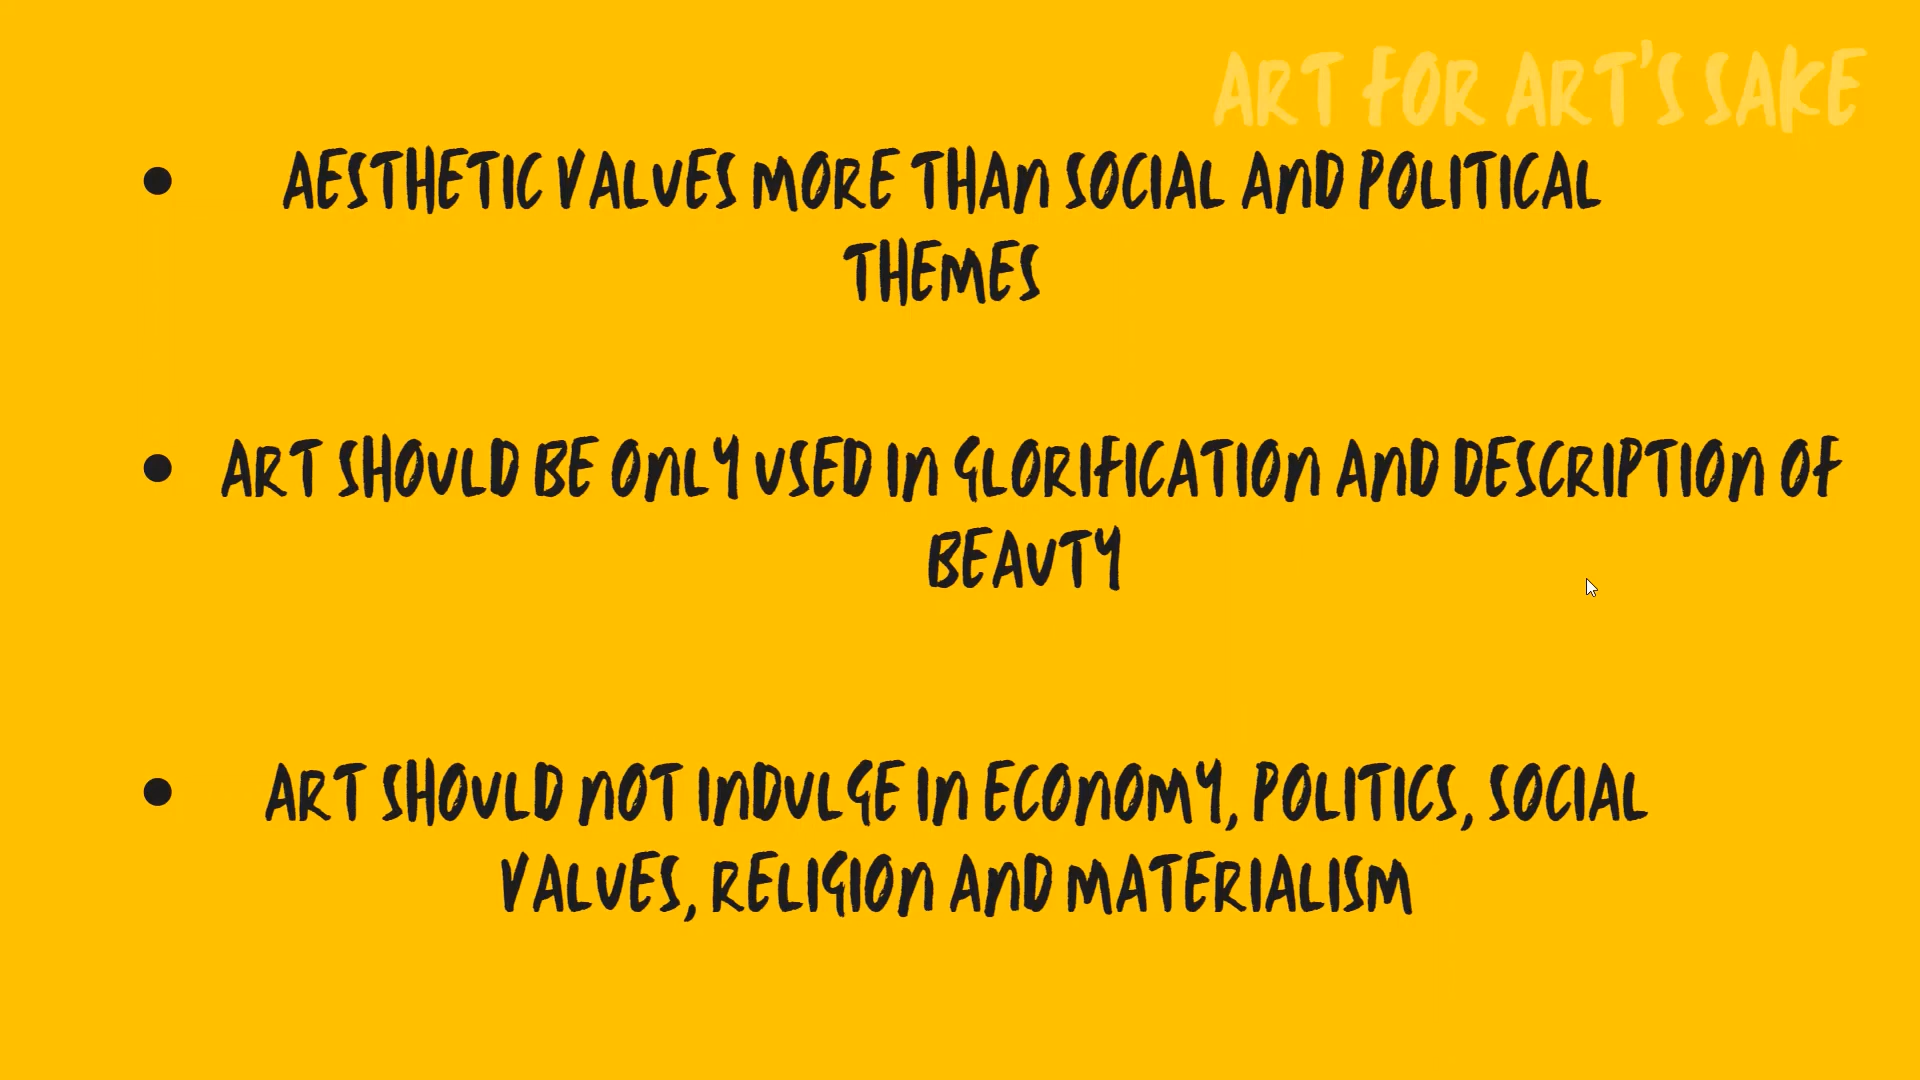 ART FOR ART'S SAKE
• AESTHETIC VALUES MORE THAN SOCIAL AND POLITICAL
THEMES
• ART SHOULD BE ONLY USED IN GLORIFICATION AND DESCRIPTION OF
BEAUTY
• ART SHOULD NOT INDULGE IN ECONOMY, POLITICS, SOCIAL
VALUES, RELIGION AND MATERIALISM